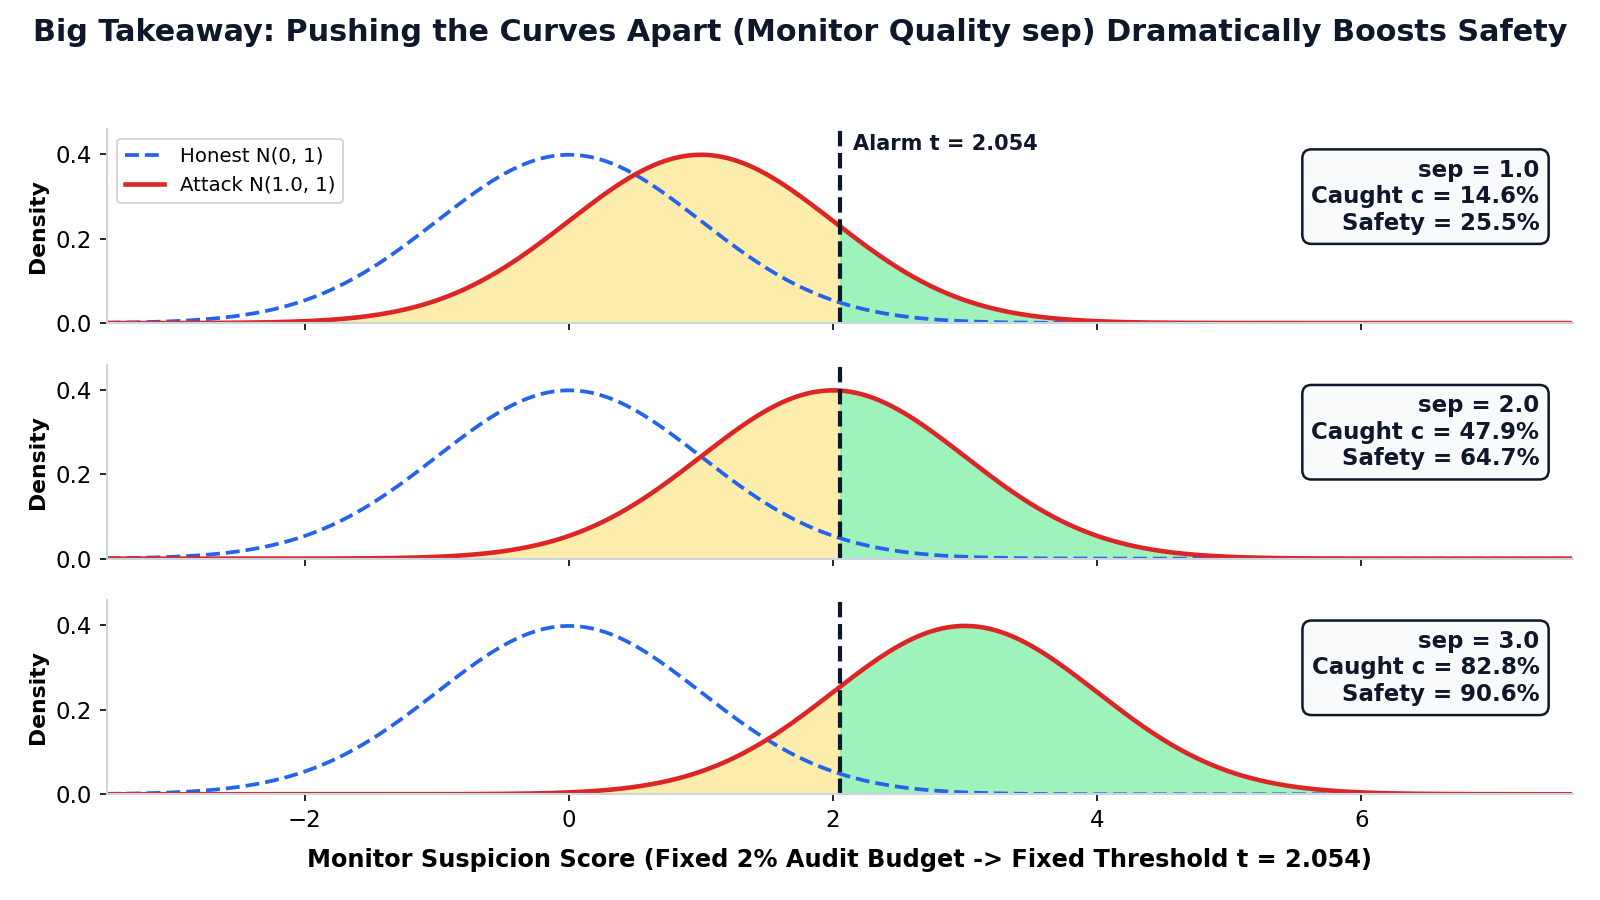 Big Takeaway: Pushing the Curves Apart (Monitor Quality sep) Dramatically Boosts Safety
Density
0.4
0.2
0.0
Honest N(0, 1)
Attack N(1.0, 1)
Alarm t = 2.054
sep = 1.0
Caught c = 14.6%
Safety = 25.5%
Density
0.4
0.2
0.0
sep = 2.0
Caught c = 47.9%
Safety = 64.7%
Density
0.4
0.2
0.0
sep = 3.0
Caught c = 82.8%
Safety = 90.6%
−2 0 2 4 6
Monitor Suspicion Score (Fixed 2% Audit Budget -> Fixed Threshold t = 2.054)